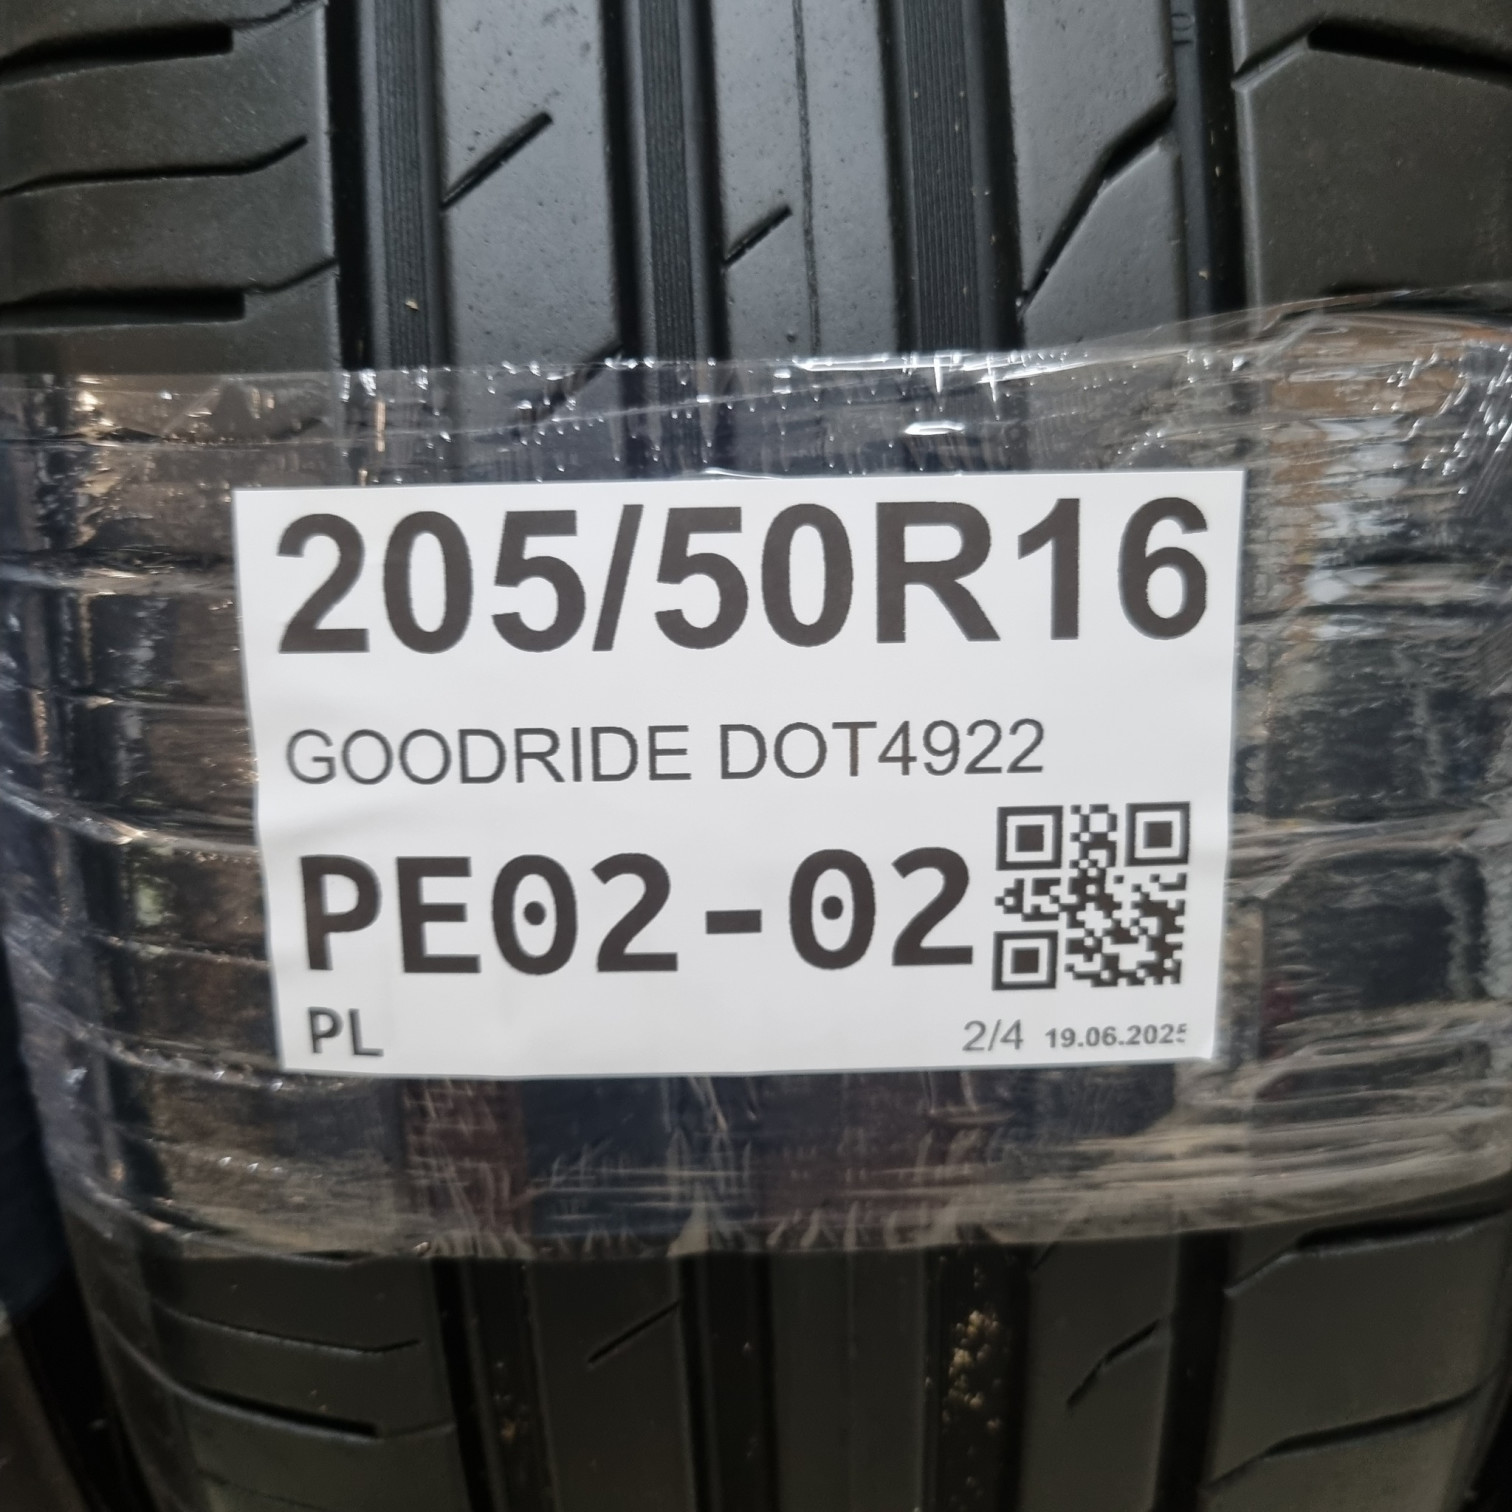 205/50R16
GOODRIDE DOT4922
PE02-02
PL
2/4 19.06.2025